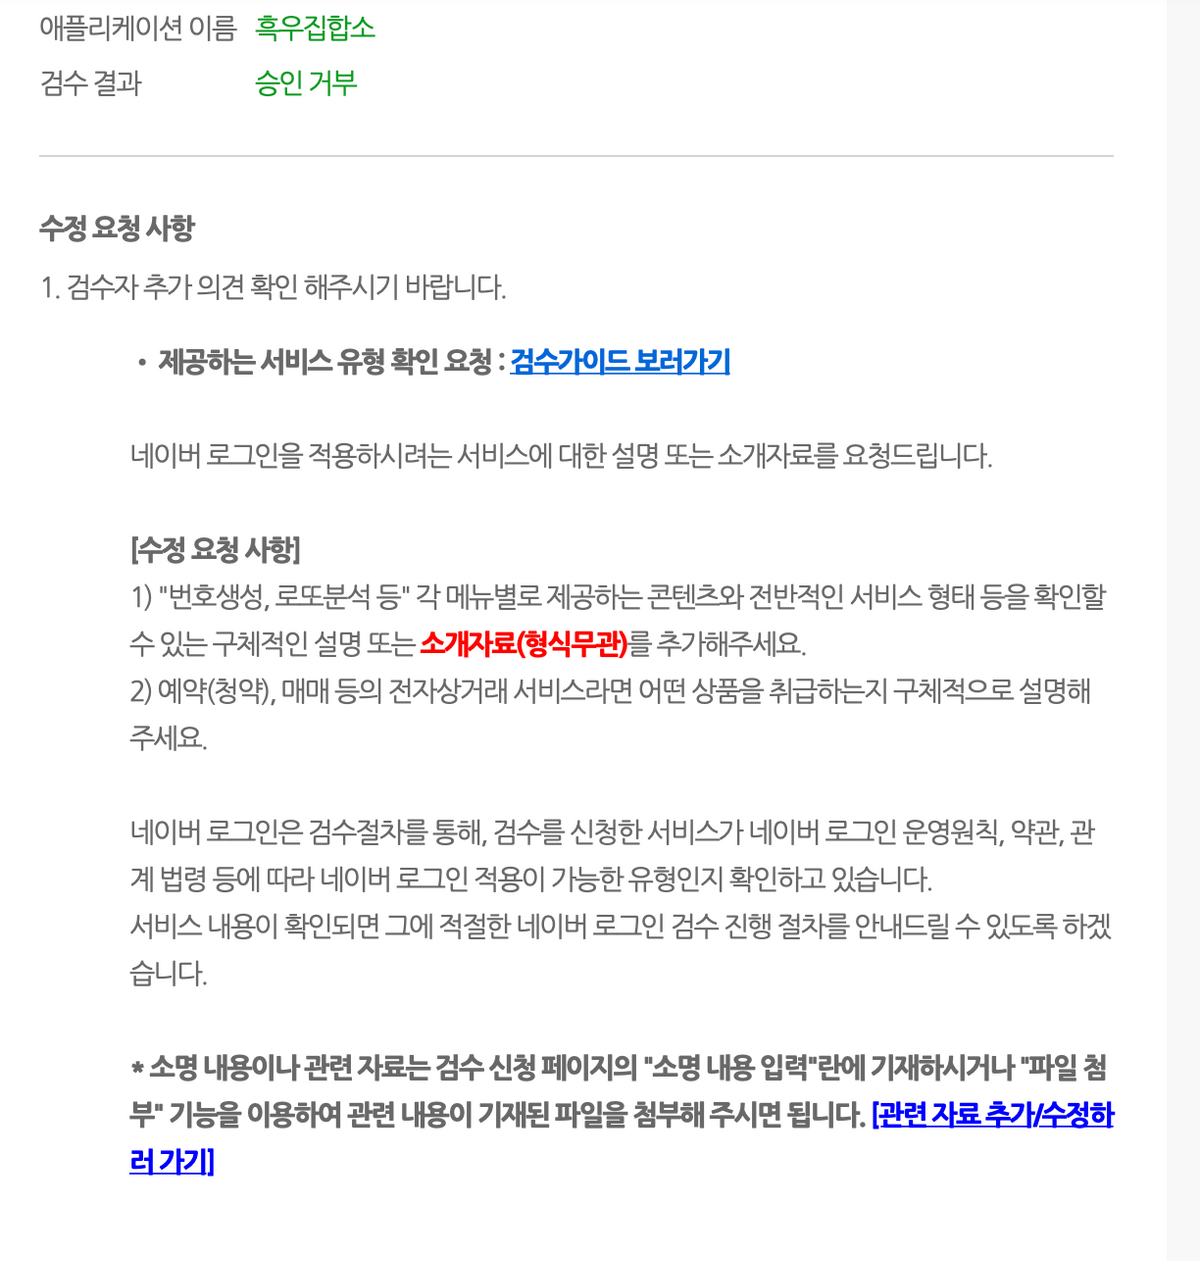 애플리케이션 이름 흑우집합소
검수 결과 승인 거부
수정 요청 사항
1. 검수자 추가 의견 확인 해주시기 바랍니다.
• 제공하는 서비스 유형 확인 요청 : 검수가이드 보러가기
네이버 로그인을 적용하시려는 서비스에 대한 설명 또는 소개자료를 요청드립니다.
[수정 요청 사항]
1) "번호생성, 로또분석 등" 각 메뉴별로 제공하는 콘텐츠와 전반적인 서비스 형태 등을 확인할
수 있는 구체적인 설명 또는 소개자료(형식무관)를 추가해주세요.
2) 예약(청약), 매매 등의 전자상거래 서비스라면 어떤 상품을 취급하는지 구체적으로 설명해
주세요.
네이버 로그인은 검수절차를 통해, 검수를 신청한 서비스가 네이버 로그인 운영원칙, 약관, 관
계 법령 등에 따라 네이버 로그인 적용이 가능한 유형인지 확인하고 있습니다.
서비스 내용이 확인되면 그에 적절한 네이버 로그인 검수 진행 절차를 안내드릴 수 있도록 하겠
습니다.
* 소명 내용이나 관련 자료는 검수 신청 페이지의 "소명 내용 입력"란에 기재하시거나 "파일 첨
부" 기능을 이용하여 관련 내용이 기재된 파일을 첨부해 주시면 됩니다. [관련 자료 추가/수정하
러 가기]